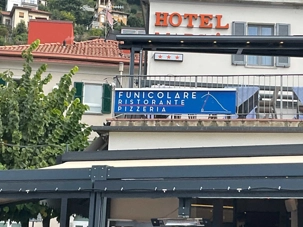 HOTEL
FUNICOLARE
RISTORANTE
PIZZERIA